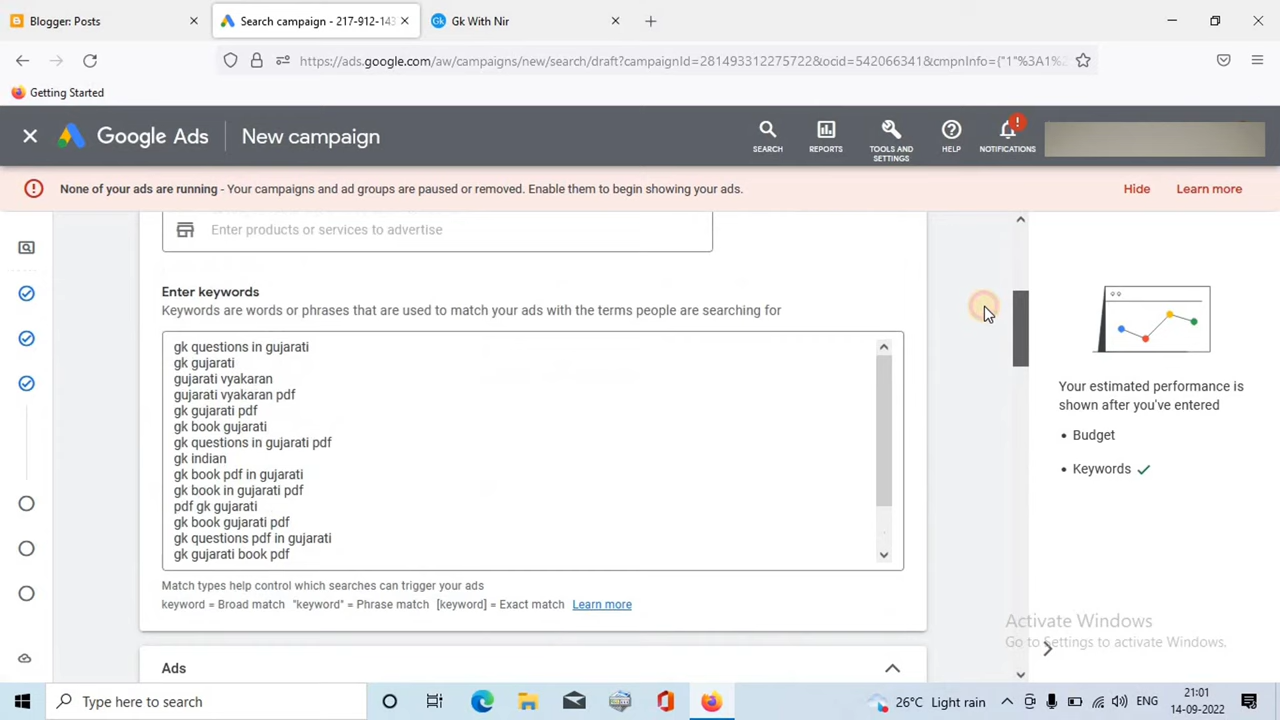 Blogger: Posts
Search campaign - 217-912-143
Gk
Gk With Nir
https://ads.google.com/aw/campaigns/new/search/draft?campaignId=281493312275722&ocid=542066341&cmpnInfo={"1"%3A1%2
Getting Started
Google Ads
New campaign
SEARCH
REPORTS
TOOLS AND SETTINGS
HELP
!
NOTIFICATIONS
None of your ads are running - Your campaigns and ad groups are paused or removed. Enable them to begin showing your ads.
Hide
Learn more
Enter products or services to advertise
Enter keywords
Keywords are words or phrases that are used to match your ads with the terms people are searching for
gk questions in gujarati
gk gujarati
gujarati vyakaran
gujarati vyakaran pdf
gk gujarati pdf
gk book gujarati
gk questions in gujarati pdf
gk indian
gk book pdf in gujarati
gk book in gujarati pdf
pdf gk gujarati
gk book gujarati pdf
gk questions pdf in gujarati
gk gujarati book pdf
Match types help control which searches can trigger your ads
keyword = Broad match "keyword" = Phrase match [keyword] = Exact match Learn more
Ads
Your estimated performance is
shown after you've entered
• Budget
• Keywords
Activate Windows
Go to Settings to activate Windows.
Type here to search
26°C Light rain
ENG
21:01
14-09-2022